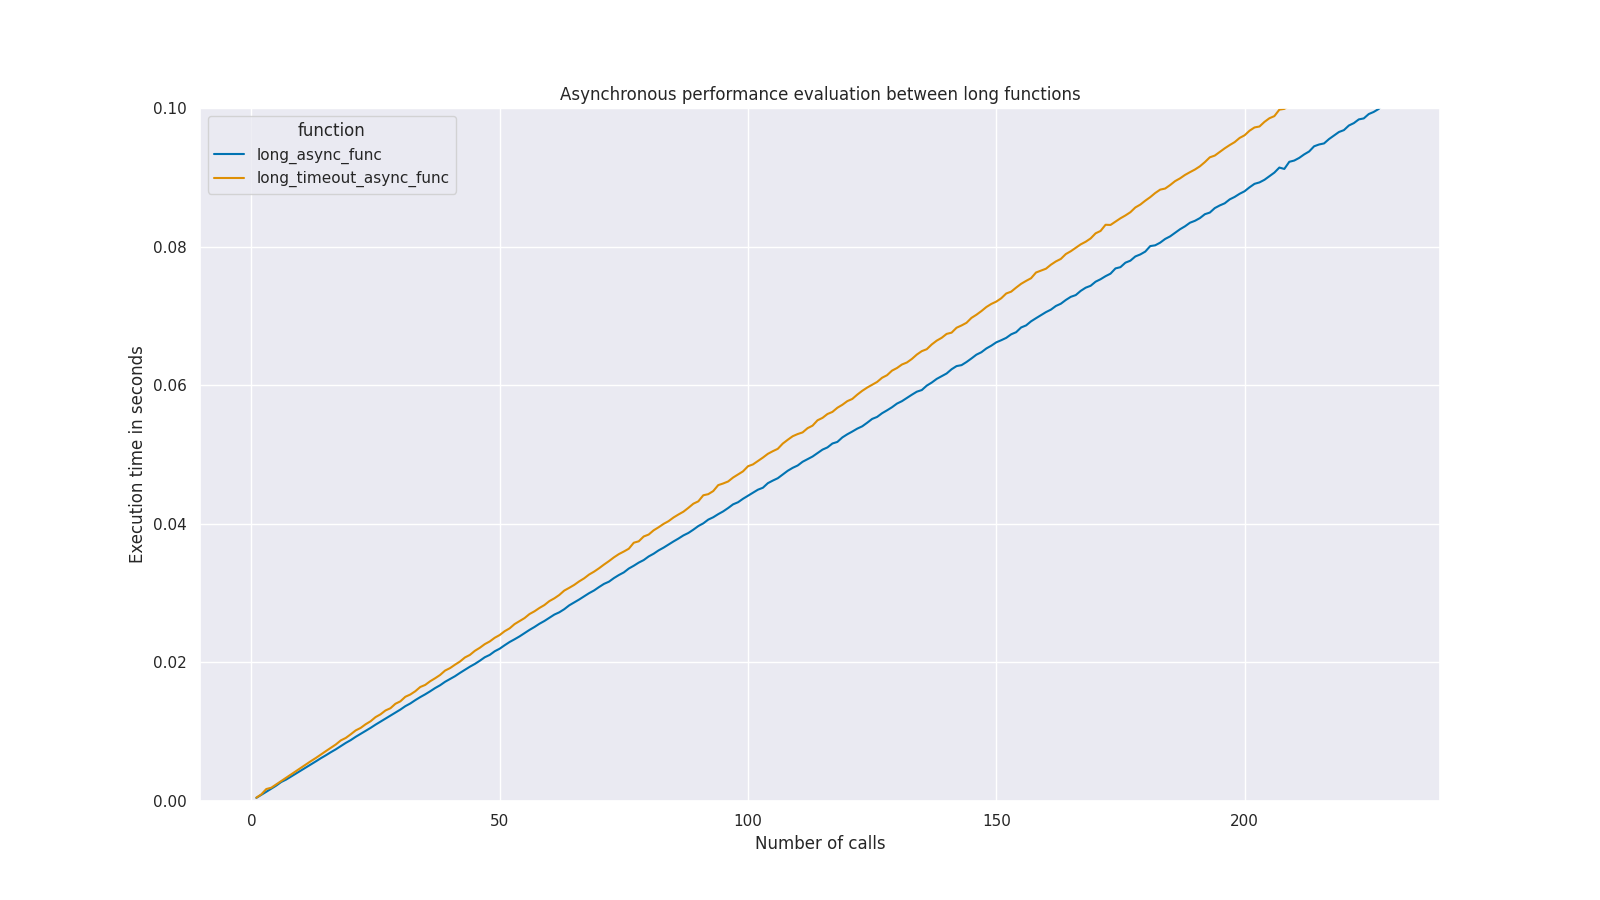 Asynchronous performance evaluation between long functions
0.10
0.08
0.06
0.04
0.02
0.00
Execution time in seconds
function
long_async_func
long_timeout_async_func
0 50 100 150 200
Number of calls